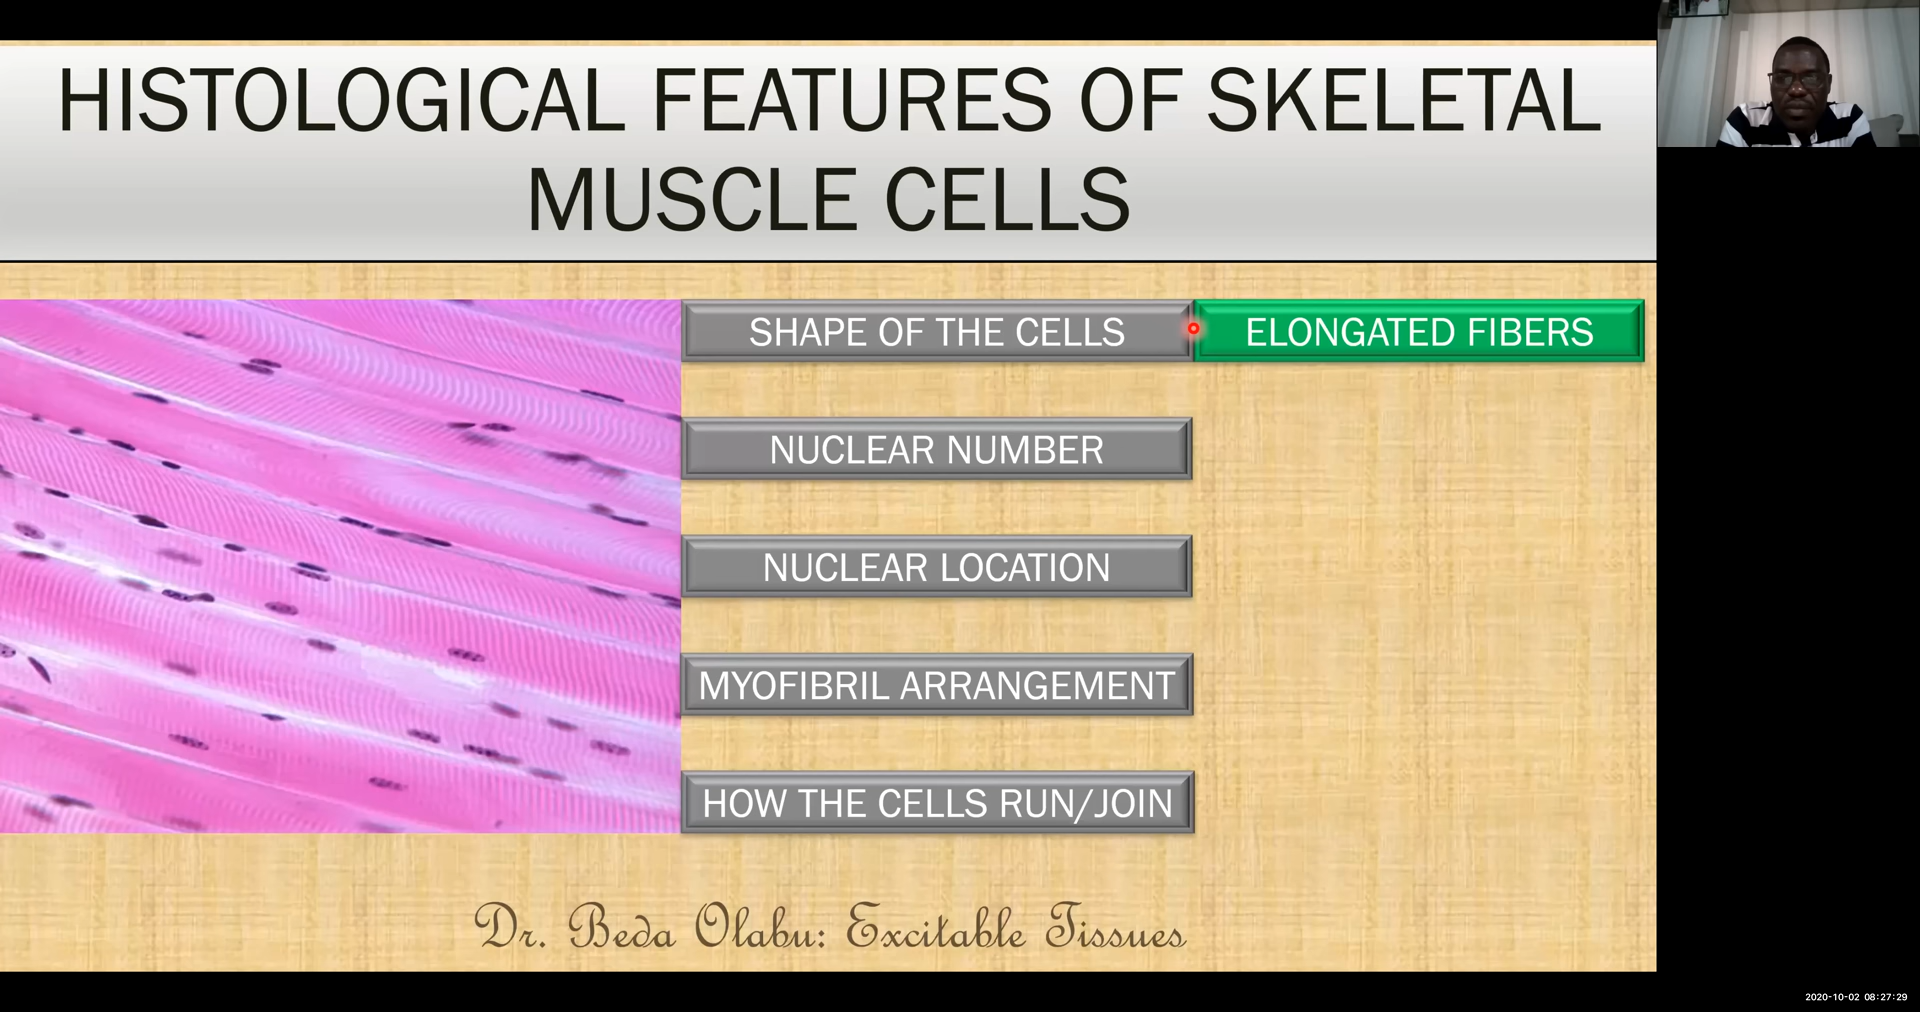 HISTOLOGICAL FEATURES OF SKELETAL
MUSCLE CELLS
SHAPE OF THE CELLS
ELONGATED FIBERS
NUCLEAR NUMBER
NUCLEAR LOCATION
MYOFIBRIL ARRANGEMENT
HOW THE CELLS RUN/JOIN
Dr. Beda Olabu: Excitable Tissues
2020-10-02 08:27:29